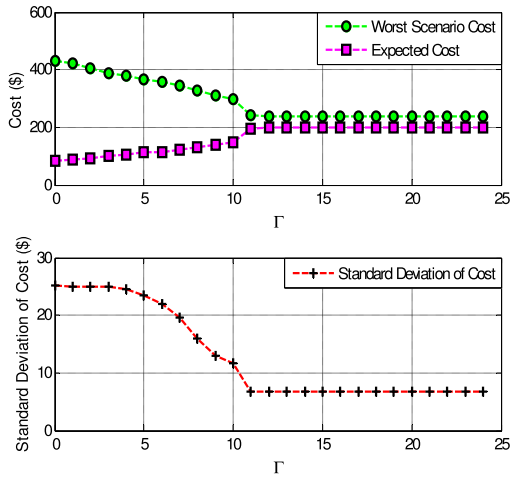 600
400
200
0
Cost ($)
Worst Scenario Cost
Expected Cost
0 5 10 15 20 25
Γ
30
20
10
0
Standard Deviation of Cost ($)
Standard Deviation of Cost
0 5 10 15 20 25
Γ